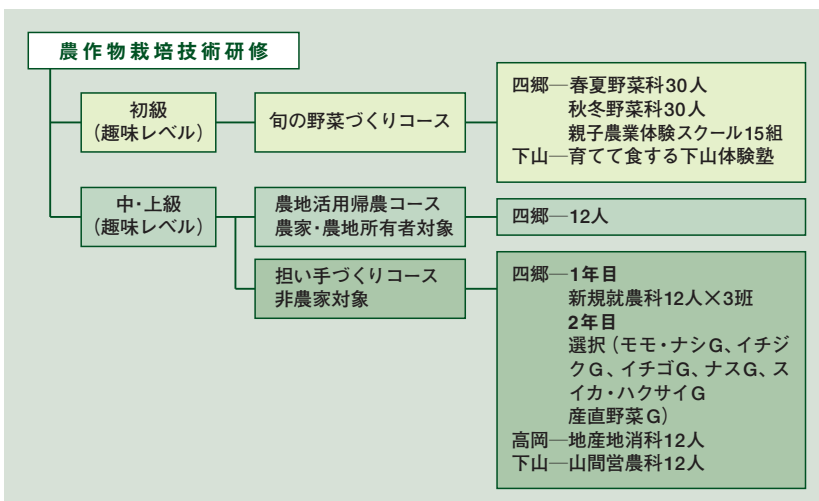 農作物栽培技術研修
初級
(趣味レベル)
旬の野菜づくりコース
四郷―春夏野菜科30人
秋冬野菜科30人
親子農業体験スクール15組
下山―育てて食する下山体験塾
中・上級
(趣味レベル)
農地活用帰農コース
農家・農地所有者対象
四郷―12人
担い手づくりコース
非農家対象
四郷―1年目
新規就農科12人×3班
2年目
選択(モモ・ナシG、イチジ
クG、イチゴG、ナスG、ス
イカ・ハクサイG
産直野菜G)
高岡―地産地消科12人
下山―山間営農科12人